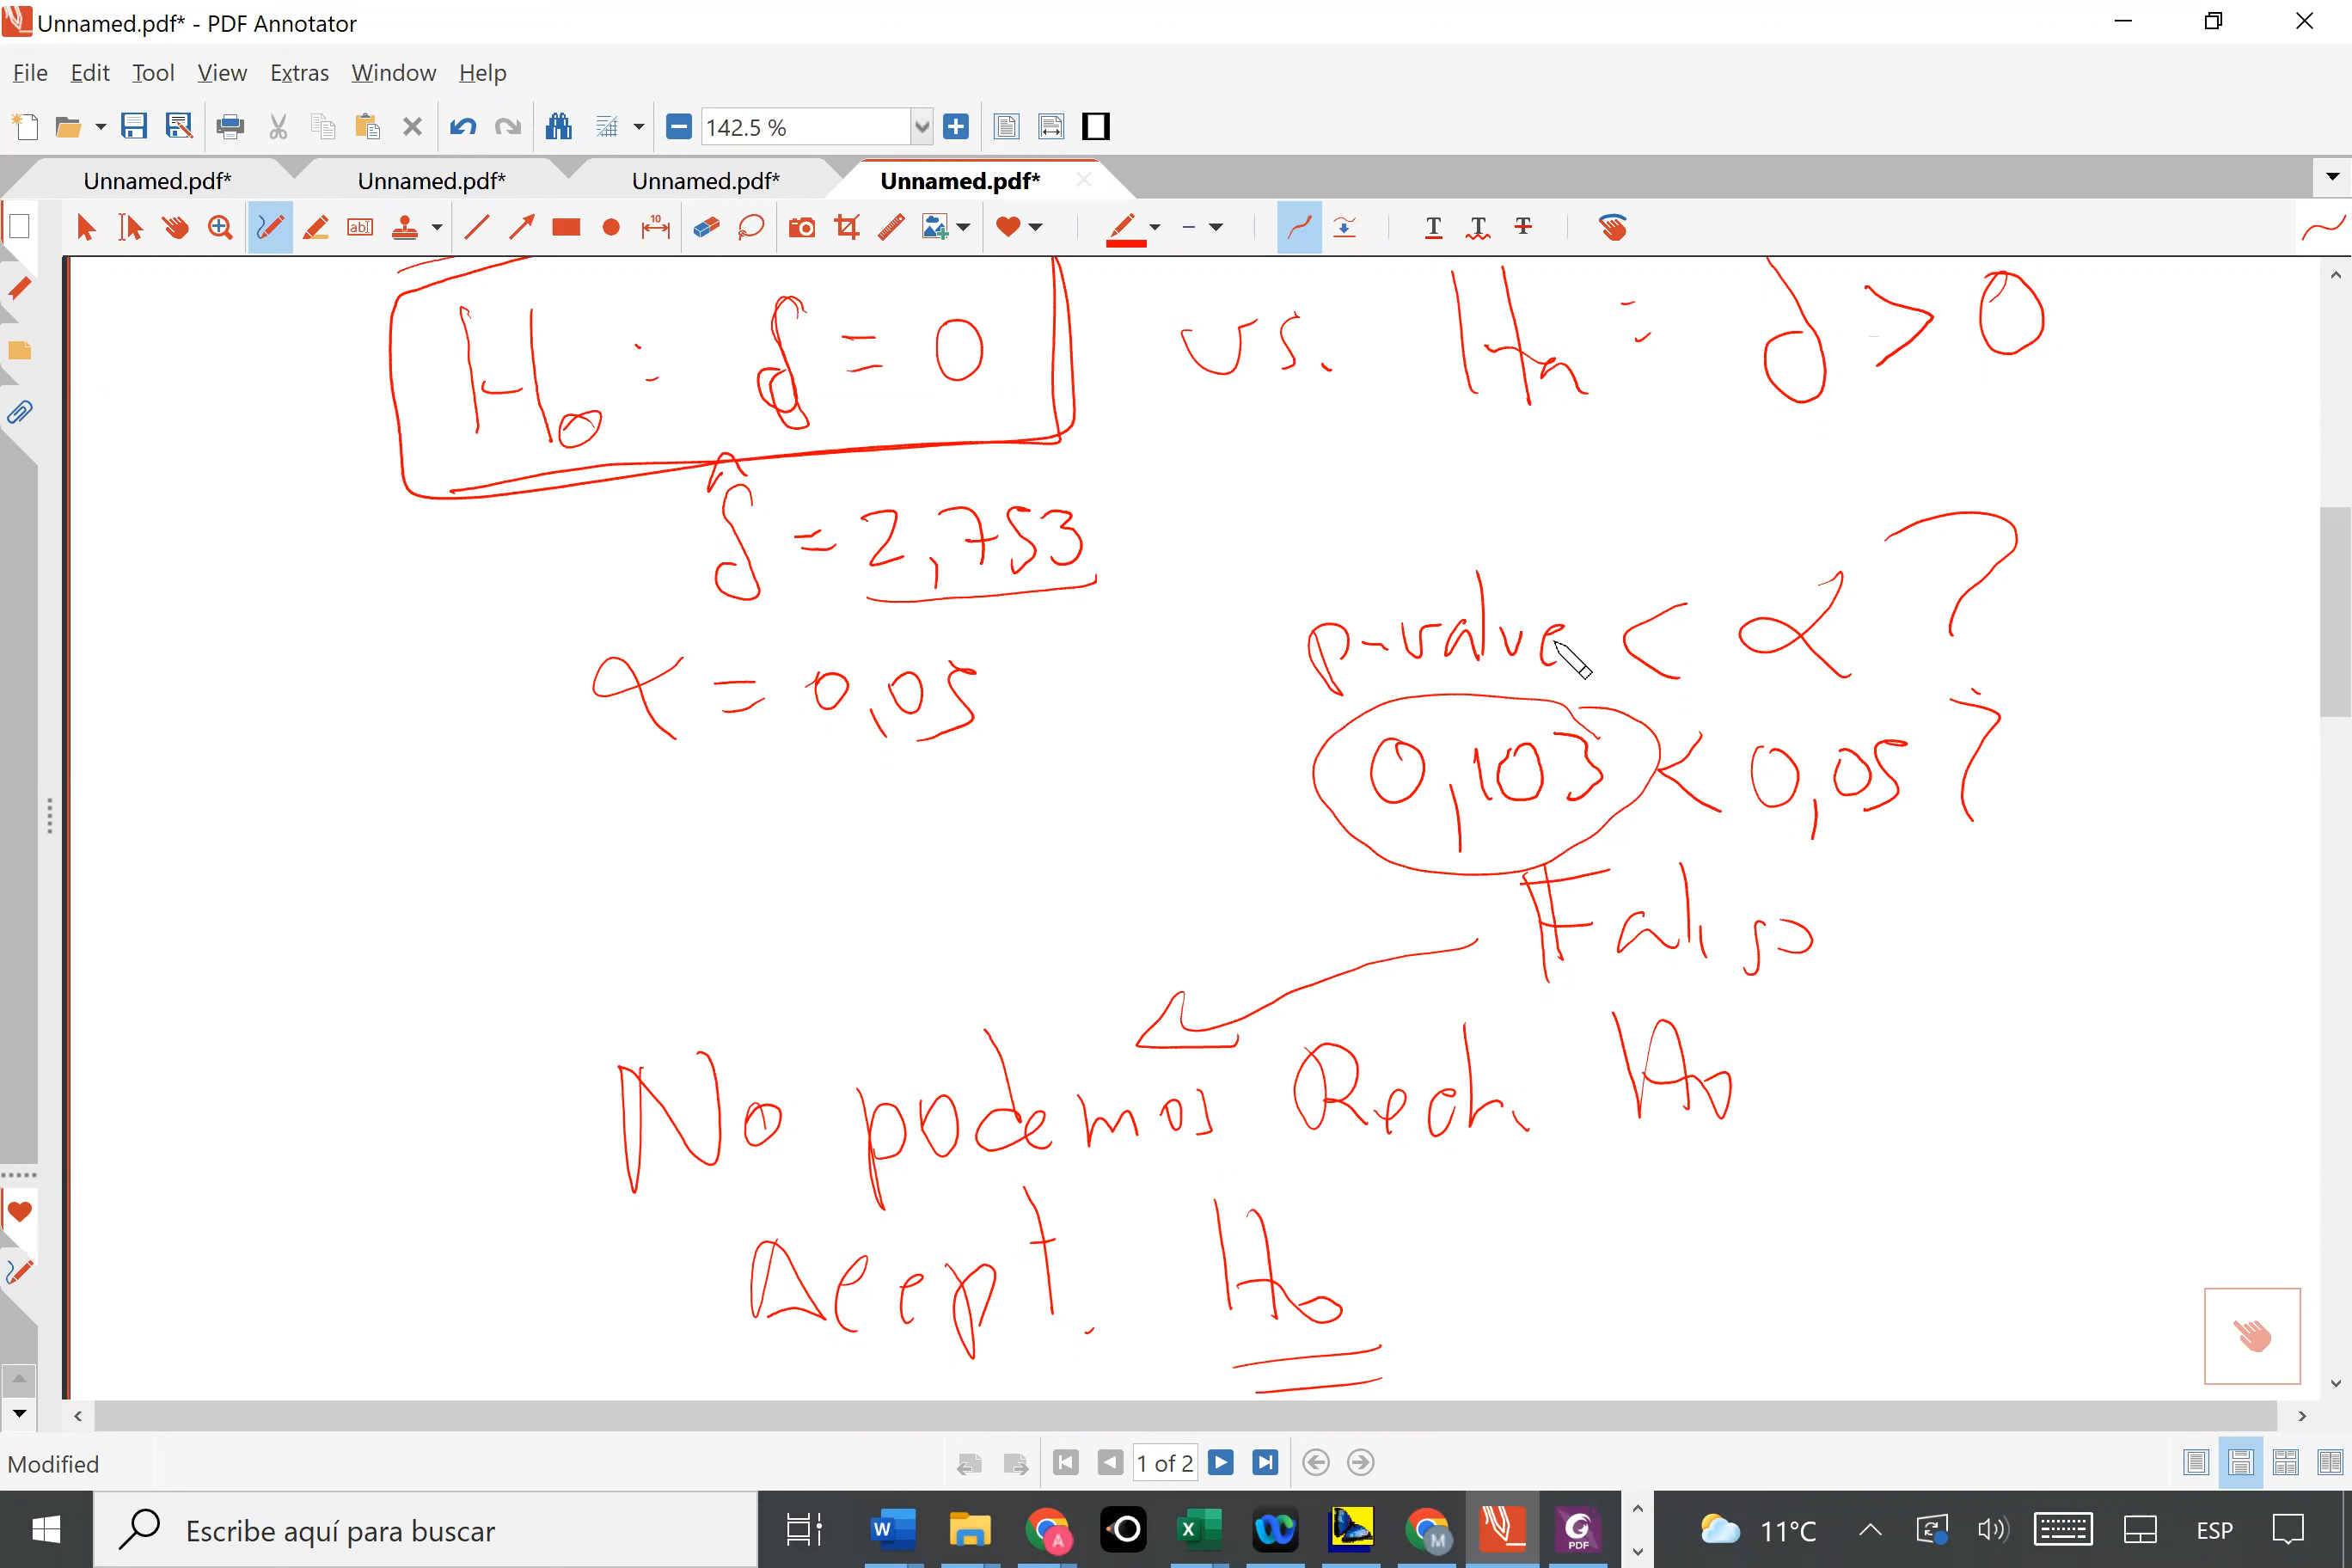 Unnamed.pdf* - PDF Annotator
File Edit Tool View Extras Window Help
142.5 %
Unnamed.pdf* Unnamed.pdf* Unnamed.pdf* Unnamed.pdf*
H₀ : δ = 0 vs. Hₐ : δ > 0
δ̂ = 2,753
p-value < α ?
α = 0,05
0,103 < 0,05 ?
Falso
No podemos Rech. H₀
Acept. H₀
Modified
1 of 2
Escribe aquí para buscar
11°C
ESP